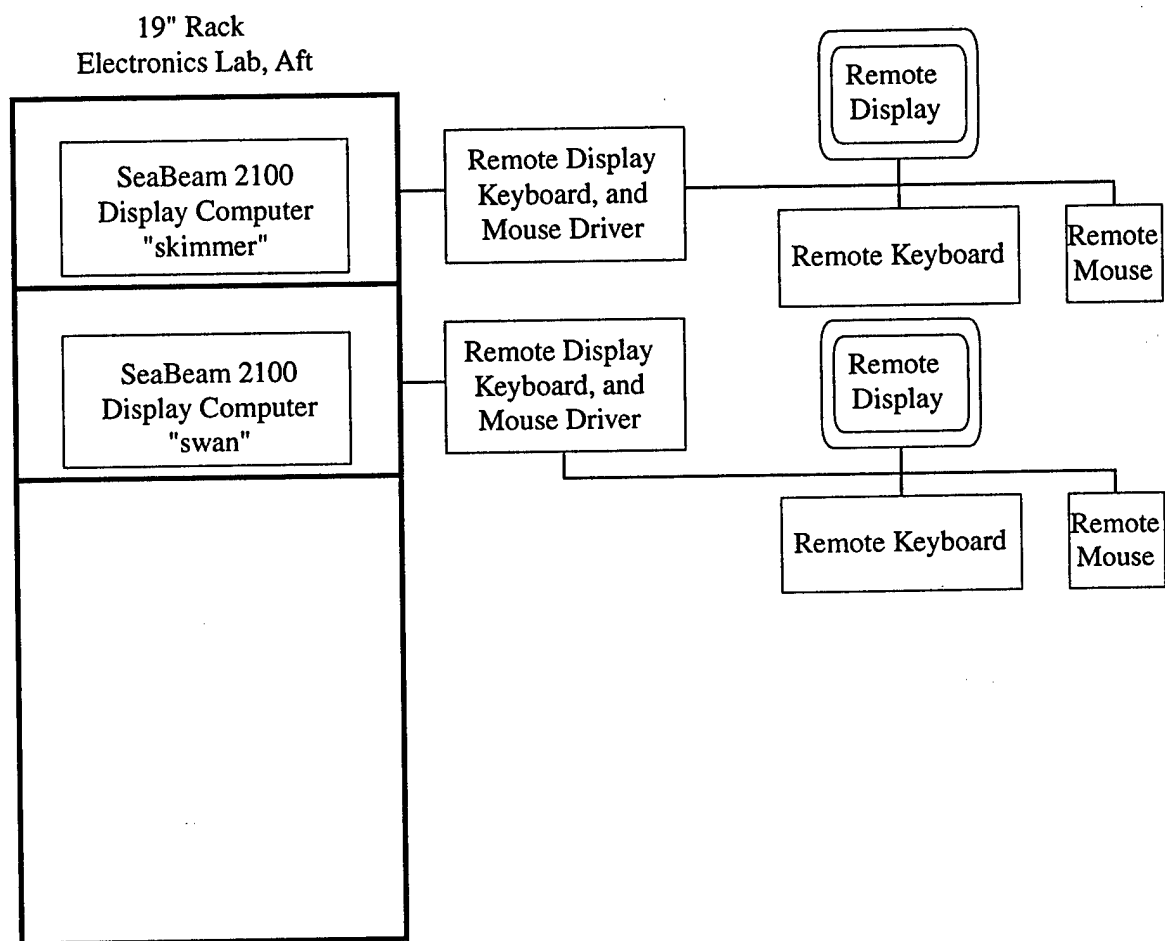 19" Rack
Electronics Lab, Aft
SeaBeam 2100
Display Computer
"skimmer"
Remote Display
Keyboard, and
Mouse Driver
Remote
Display
Remote Keyboard
Remote
Mouse
SeaBeam 2100
Display Computer
"swan"
Remote Display
Keyboard, and
Mouse Driver
Remote
Display
Remote Keyboard
Remote
Mouse